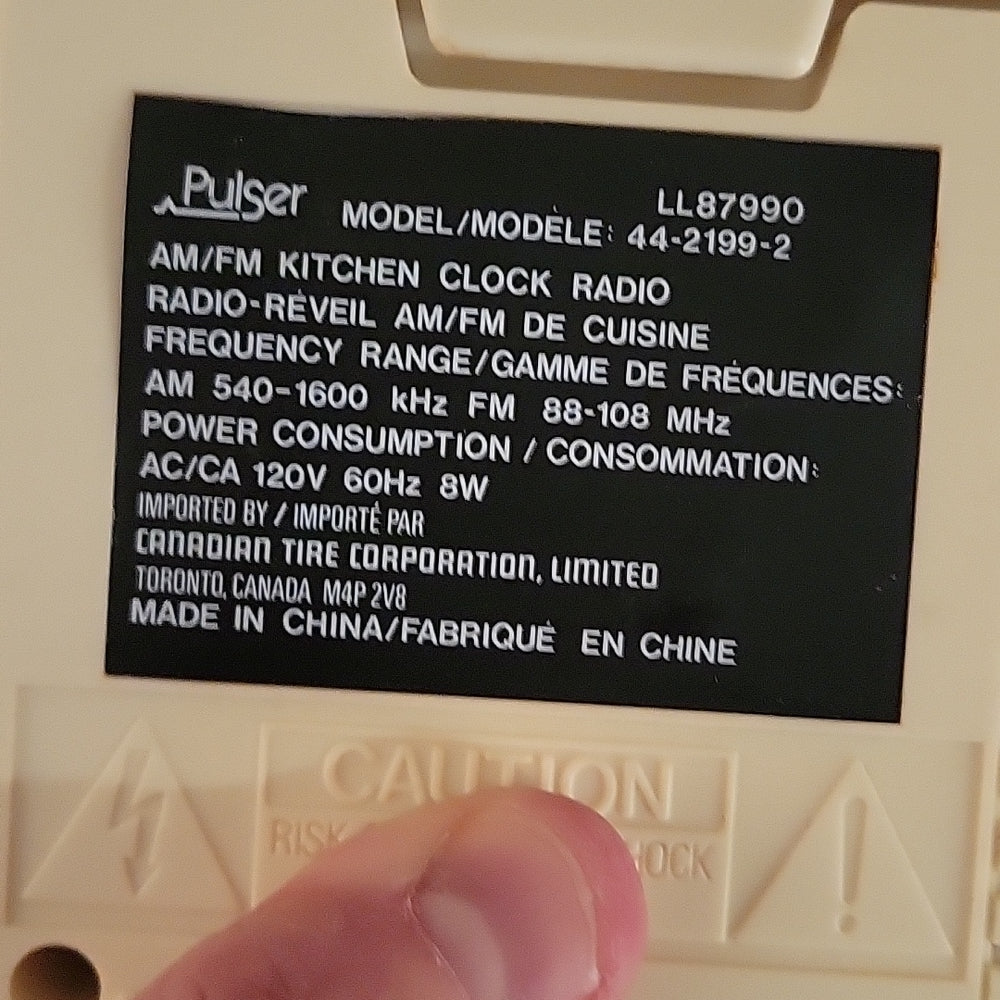 Pulser
LL87990
MODEL/MODÈLE: 44-2199-2
AM/FM KITCHEN CLOCK RADIO
RADIO-RÉVEIL AM/FM DE CUISINE
FREQUENCY RANGE/GAMME DE FRÉQUENCES:
AM 540-1600 kHz FM 88-108 MHz
POWER CONSUMPTION / CONSOMMATION:
AC/CA 120V 60Hz 8W
IMPORTED BY / IMPORTÉ PAR
CANADIAN TIRE CORPORATION, LIMITED
TORONTO, CANADA M4P 2V8
MADE IN CHINA/FABRIQUÉ EN CHINE
CAUTION
RISK